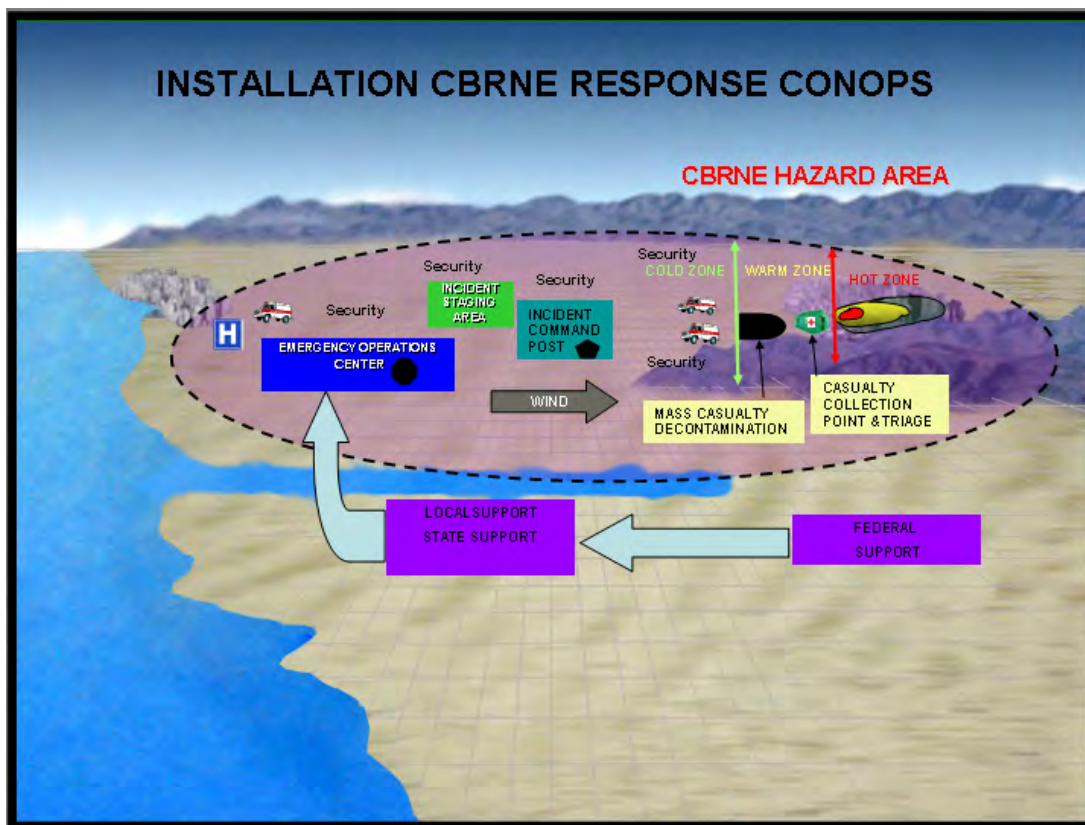 INSTALLATION CBRNE RESPONSE CONOPS
CBRNE HAZARD AREA
Security
COLD ZONE
WARM ZONE
HOT ZONE
Security
INCIDENT
STAGING
AREA
Security
INCIDENT
COMMAND
POST
Security
H
EMERGENCY OPERATIONS
CENTER
Security
WIND
MASS CASUALTY
DECONTAMINATION
CASUALTY
COLLECTION
POINT & TRIAGE
LOCAL SUPPORT
STATE SUPPORT
FEDERAL
SUPPORT